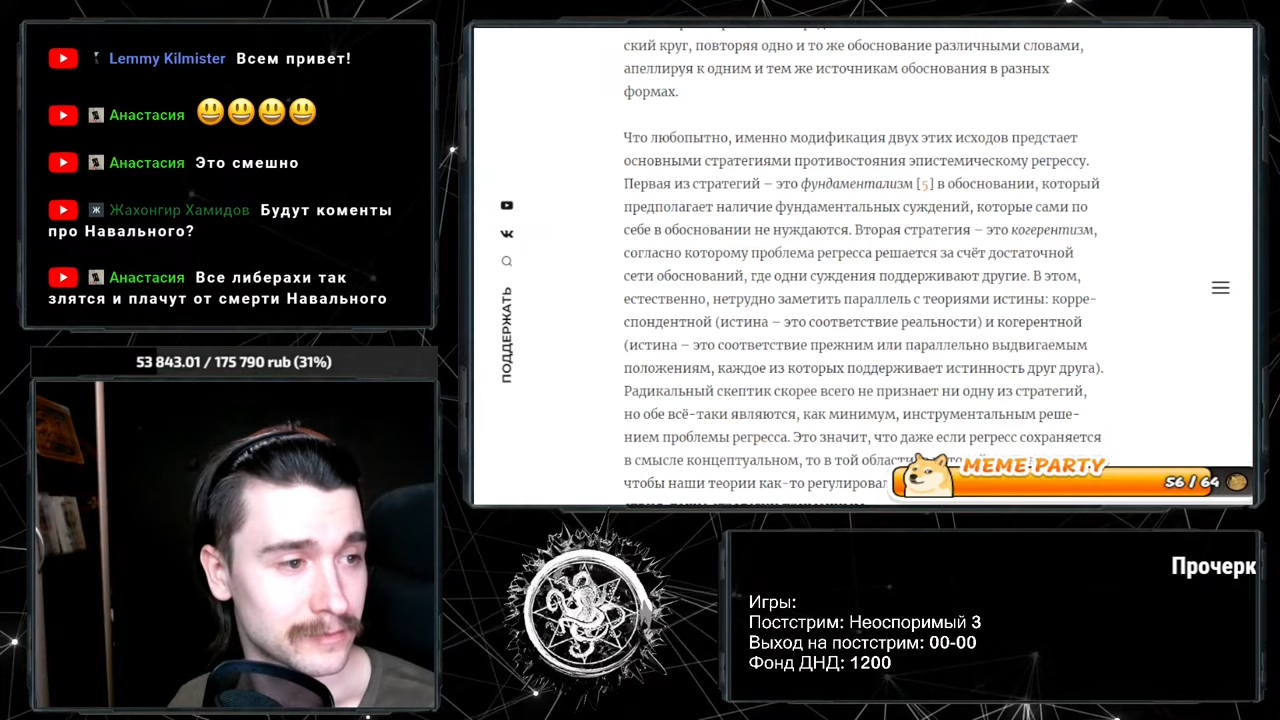 Lemmy Kilmister Всем привет!
Анастасия
Анастасия Это смешно
Жахонгир Хамидов Будут коменты
про Навального?
Анастасия Все либерахи так
злятся и плачут от смерти Навального
53 843.01 / 175 790 rub (31%)
ский круг, повторяя одно и то же обоснование различными словами,
апеллируя к одним и тем же источникам обоснования в разных
формах.
Что любопытно, именно модификация двух этих исходов предстает
основными стратегиями противостояния эпистемическому регрессу.
Первая из стратегий – это фундаментализм [5] в обосновании, который
предполагает наличие фундаментальных суждений, которые сами по
себе в обосновании не нуждаются. Вторая стратегия – это когерентизм,
согласно которому проблема регресса решается за счёт достаточной
сети обоснований, где одни суждения поддерживают другие. В этом,
естественно, нетрудно заметить параллель с теориями истины: корре-
спондентной (истина – это соответствие реальности) и когерентной
(истина – это соответствие прежним или параллельно выдвигаемым
положениям, каждое из которых поддерживает истинность друг друга).
Радикальный скептик скорее всего не признает ни одну из стратегий,
но обе всё-таки являются, как минимум, инструментальным реше-
нием проблемы регресса. Это значит, что даже если регресс сохраняется
в смысле концептуальном, то в той области
чтобы наши теории как-то регулировал
ПОДДЕРЖАТЬ
MEME PARTY
56 / 64
Прочерк
Игры:
Постстрим: Неоспоримый 3
Выход на постстрим: 00-00
Фонд ДНД: 1200